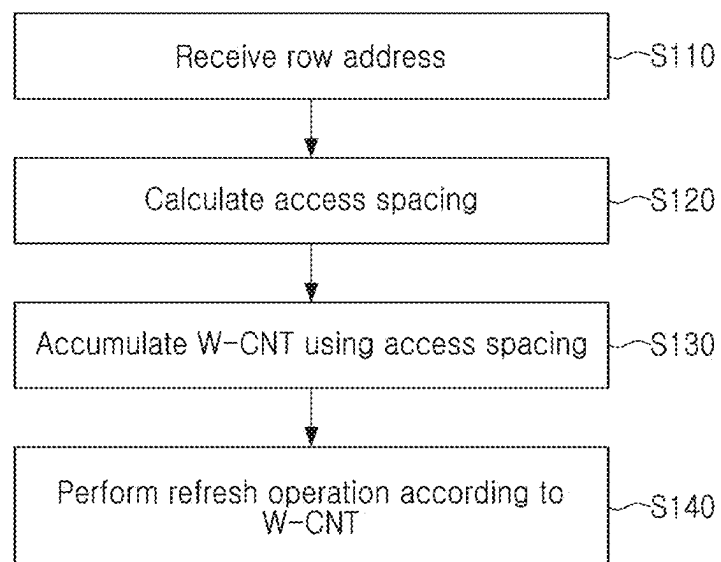 Receive row address
S110
Calculate access spacing
S120
Accumulate W-CNT using access spacing
S130
Perform refresh operation according to
W-CNT
S140